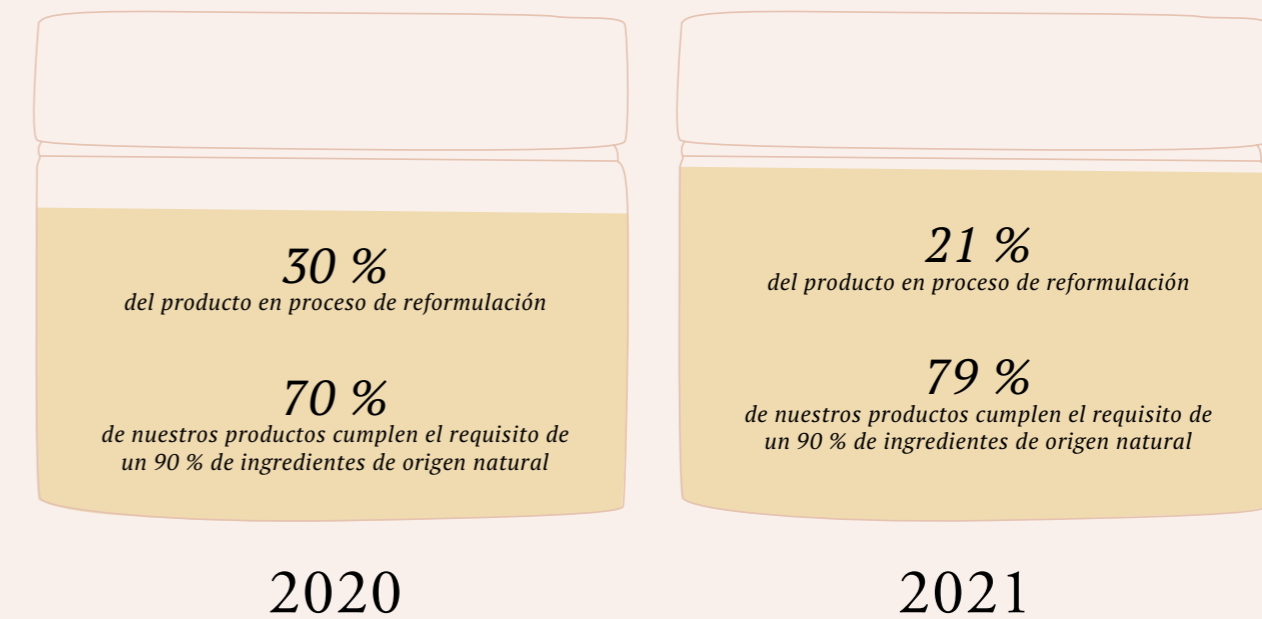 30 %
del producto en proceso de reformulación
70 %
de nuestros productos cumplen el requisito de
un 90 % de ingredientes de origen natural
2020
21 %
del producto en proceso de reformulación
79 %
de nuestros productos cumplen el requisito de
un 90 % de ingredientes de origen natural
2021